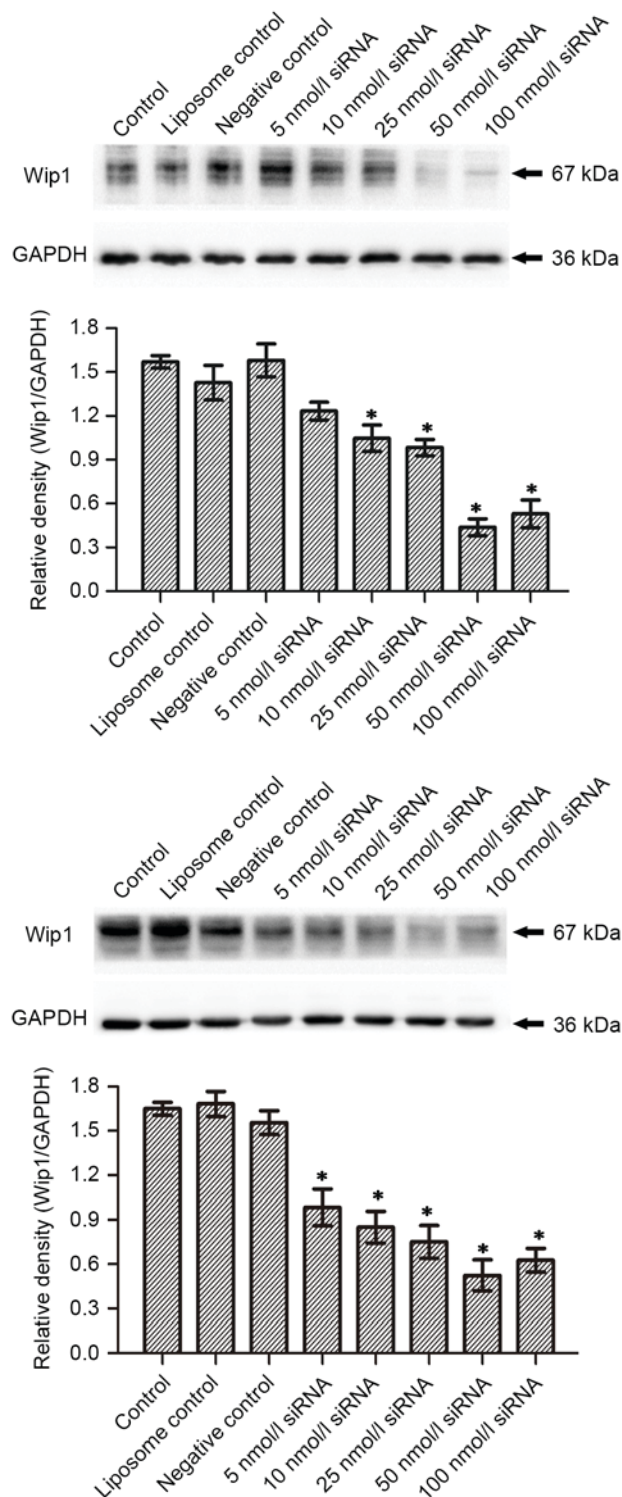 Control
Liposome control
Negative control
5 nmol/l siRNA
10 nmol/l siRNA
25 nmol/l siRNA
50 nmol/l siRNA
100 nmol/l siRNA
Wip1
67 kDa
GAPDH
36 kDa
Relative density (Wip1/GAPDH)
1.8
1.5
1.2
0.9
0.6
0.3
0.0
*
*
*
*
Control
Liposome control
Negative control
5 nmol/l siRNA
10 nmol/l siRNA
25 nmol/l siRNA
50 nmol/l siRNA
100 nmol/l siRNA
Control
Liposome control
Negative control
5 nmol/l siRNA
10 nmol/l siRNA
25 nmol/l siRNA
50 nmol/l siRNA
100 nmol/l siRNA
Wip1
67 kDa
GAPDH
36 kDa
Relative density (Wip1/GAPDH)
1.8
1.5
1.2
0.9
0.6
0.3
0.0
*
*
*
*
*
Control
Liposome control
Negative control
5 nmol/l siRNA
10 nmol/l siRNA
25 nmol/l siRNA
50 nmol/l siRNA
100 nmol/l siRNA